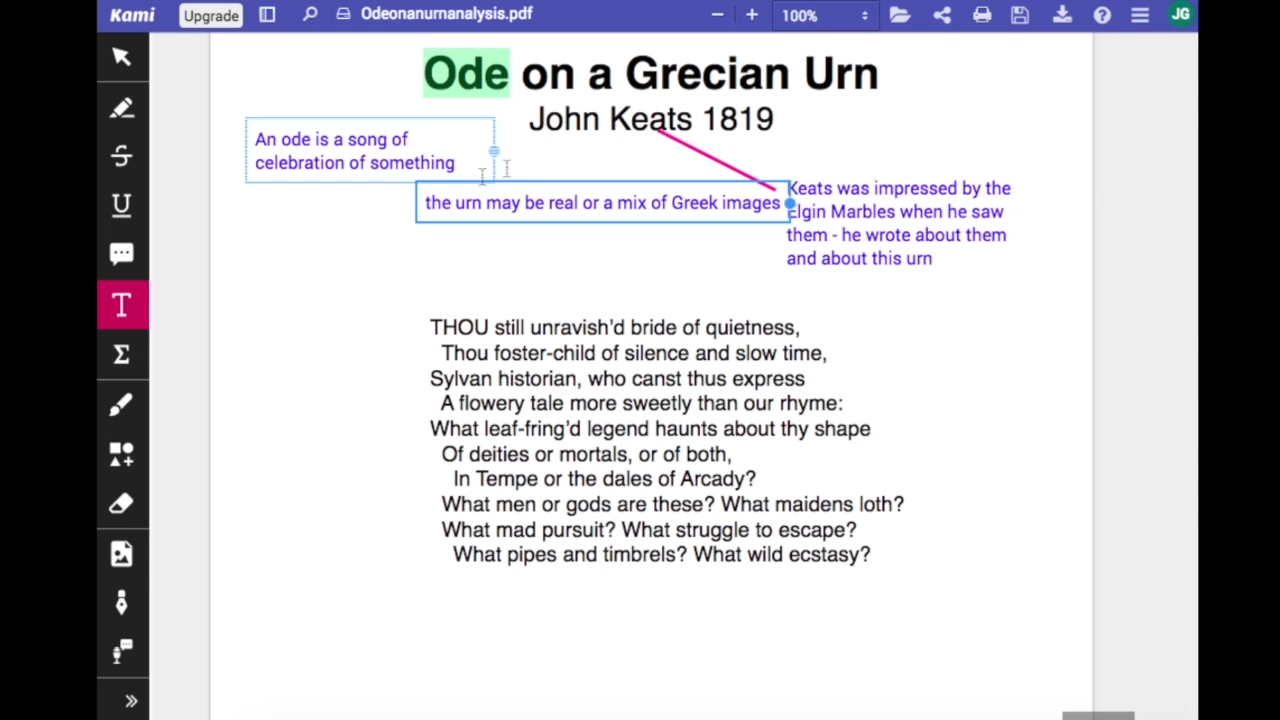 Kami Upgrade Odeonanurnanalysis.pdf 100% JG
Ode on a Grecian Urn
John Keats 1819
An ode is a song of
celebration of something
the urn may be real or a mix of Greek images
Keats was impressed by the
Elgin Marbles when he saw
them - he wrote about them
and about this urn
THOU still unravish'd bride of quietness,
Thou foster-child of silence and slow time,
Sylvan historian, who canst thus express
A flowery tale more sweetly than our rhyme:
What leaf-fring'd legend haunts about thy shape
Of deities or mortals, or of both,
In Tempe or the dales of Arcady?
What men or gods are these? What maidens loth?
What mad pursuit? What struggle to escape?
What pipes and timbrels? What wild ecstasy?